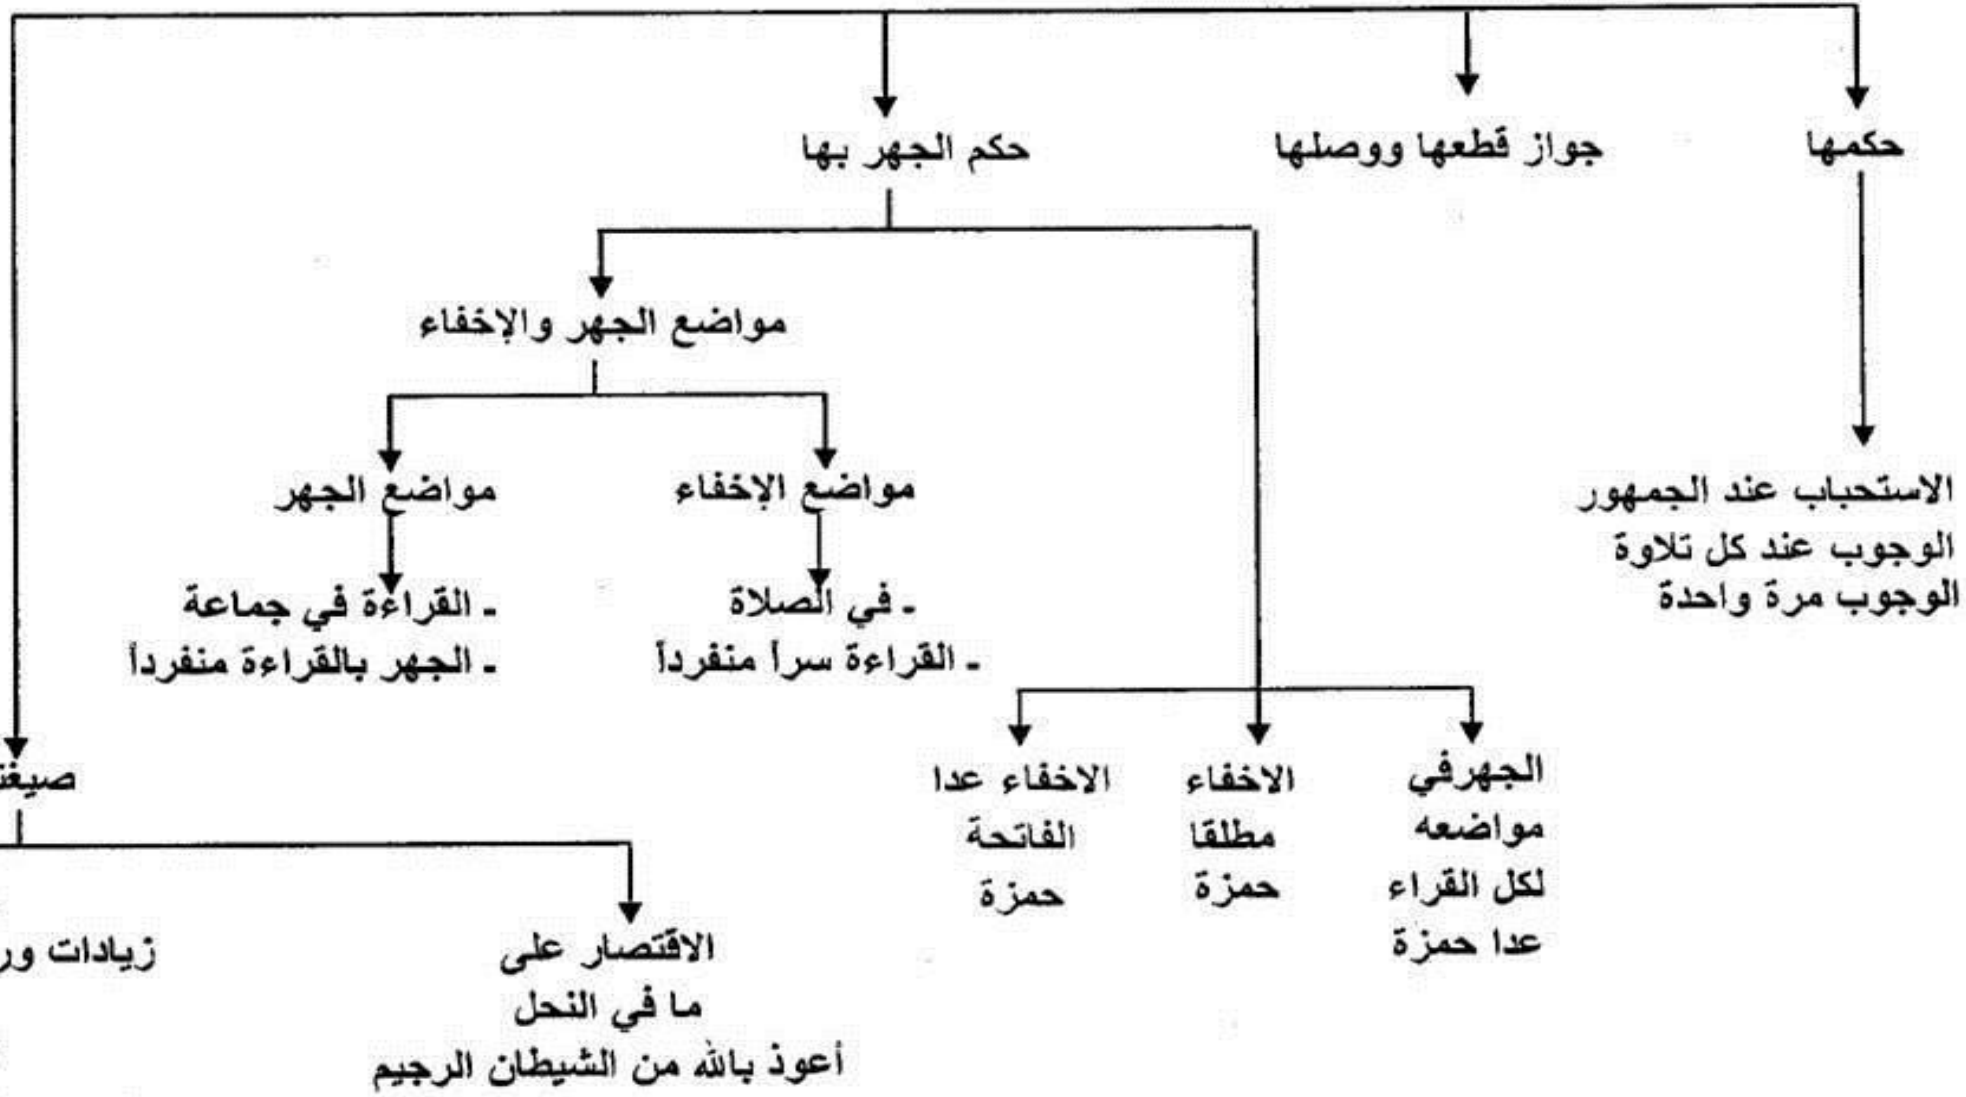 حكمها
جواز قطعها ووصلها
حكم الجهر بها
الاستحباب عند الجمهور
الوجوب عند كل تلاوة
الوجوب مرة واحدة
مواضع الجهر والإخفاء
مواضع الإخفاء
- في الصلاة
- القراءة سراً منفرداً
مواضع الجهر
- القراءة في جماعة
- الجهر بالقراءة منفرداً
الجهرفي
مواضعه
لكل القراء
عدا حمزة
الاخفاء
مطلقا
حمزة
الاخفاء عدا
الفاتحة
حمزة
الاقتصار على
ما في النحل
أعوذ بالله من الشيطان الرجيم
زيادات